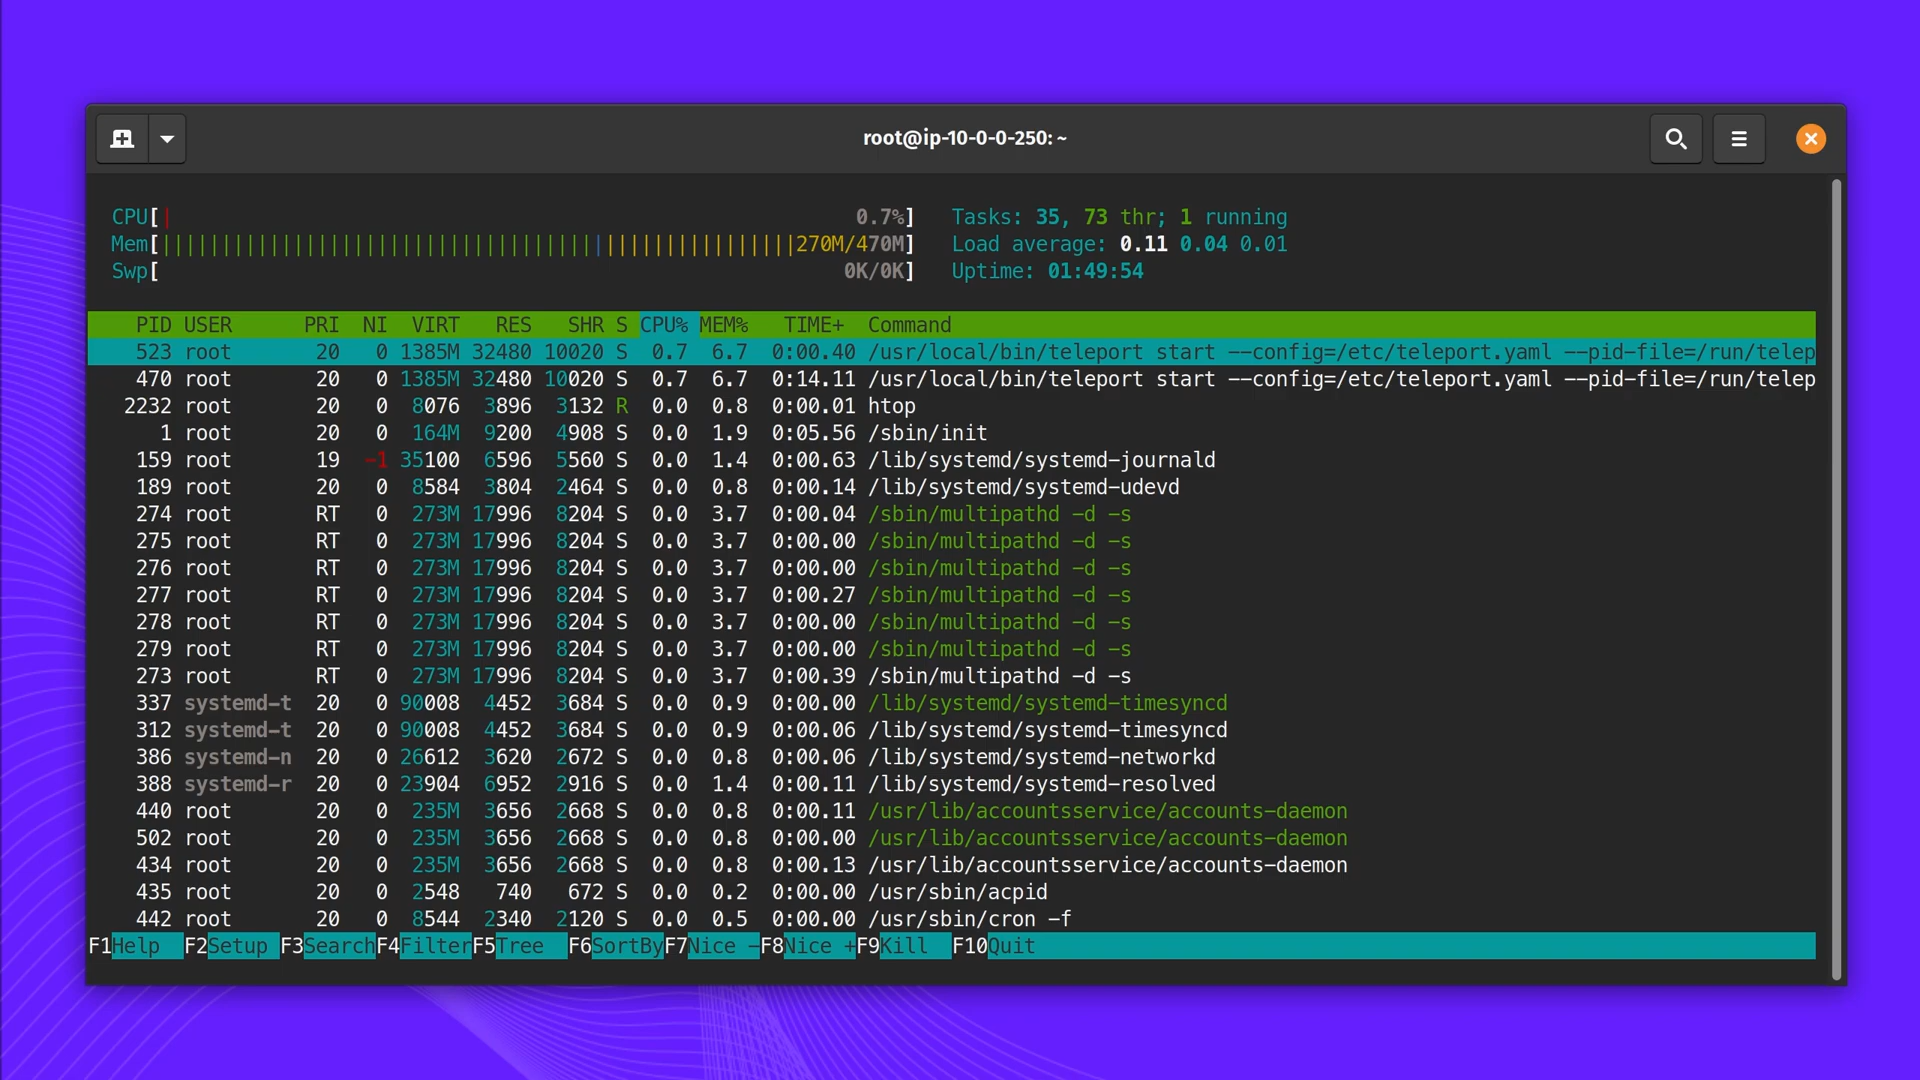 root@ip-10-0-0-250: ~
CPU[| 0.7%] Tasks: 35, 73 thr; 1 running
Mem[||||||||||||||||||||||||||||||||||||||||||||||||||||||270M/470M] Load average: 0.11 0.04 0.01
Swp[ 0K/0K] Uptime: 01:49:54
PID USER PRI NI VIRT RES SHR S CPU% MEM% TIME+ Command
523 root 20 0 1385M 32480 10020 S 0.7 6.7 0:00.40 /usr/local/bin/teleport start --config=/etc/teleport.yaml --pid-file=/run/telep
470 root 20 0 1385M 32480 10020 S 0.7 6.7 0:14.11 /usr/local/bin/teleport start --config=/etc/teleport.yaml --pid-file=/run/telep
2232 root 20 0 8076 3896 3132 R 0.0 0.8 0:00.01 htop
1 root 20 0 164M 9200 4908 S 0.0 1.9 0:05.56 /sbin/init
159 root 19 -1 35100 6596 5560 S 0.0 1.4 0:00.63 /lib/systemd/systemd-journald
189 root 20 0 8584 3804 2464 S 0.0 0.8 0:00.14 /lib/systemd/systemd-udevd
274 root RT 0 273M 17996 8204 S 0.0 3.7 0:00.04 /sbin/multipathd -d -s
275 root RT 0 273M 17996 8204 S 0.0 3.7 0:00.00 /sbin/multipathd -d -s
276 root RT 0 273M 17996 8204 S 0.0 3.7 0:00.00 /sbin/multipathd -d -s
277 root RT 0 273M 17996 8204 S 0.0 3.7 0:00.27 /sbin/multipathd -d -s
278 root RT 0 273M 17996 8204 S 0.0 3.7 0:00.00 /sbin/multipathd -d -s
279 root RT 0 273M 17996 8204 S 0.0 3.7 0:00.00 /sbin/multipathd -d -s
273 root RT 0 273M 17996 8204 S 0.0 3.7 0:00.39 /sbin/multipathd -d -s
337 systemd-t 20 0 90008 4452 3684 S 0.0 0.9 0:00.00 /lib/systemd/systemd-timesyncd
312 systemd-t 20 0 90008 4452 3684 S 0.0 0.9 0:00.06 /lib/systemd/systemd-timesyncd
386 systemd-n 20 0 26612 3620 2672 S 0.0 0.8 0:00.06 /lib/systemd/systemd-networkd
388 systemd-r 20 0 23904 6952 2916 S 0.0 1.4 0:00.11 /lib/systemd/systemd-resolved
440 root 20 0 235M 3656 2668 S 0.0 0.8 0:00.11 /usr/lib/accountsservice/accounts-daemon
502 root 20 0 235M 3656 2668 S 0.0 0.8 0:00.00 /usr/lib/accountsservice/accounts-daemon
434 root 20 0 235M 3656 2668 S 0.0 0.8 0:00.13 /usr/lib/accountsservice/accounts-daemon
435 root 20 0 2548 740 672 S 0.0 0.2 0:00.00 /usr/sbin/acpid
442 root 20 0 8544 2340 2120 S 0.0 0.5 0:00.00 /usr/sbin/cron -f
F1Help F2Setup F3SearchF4FilterF5Tree F6SortByF7Nice -F8Nice +F9Kill F10Quit